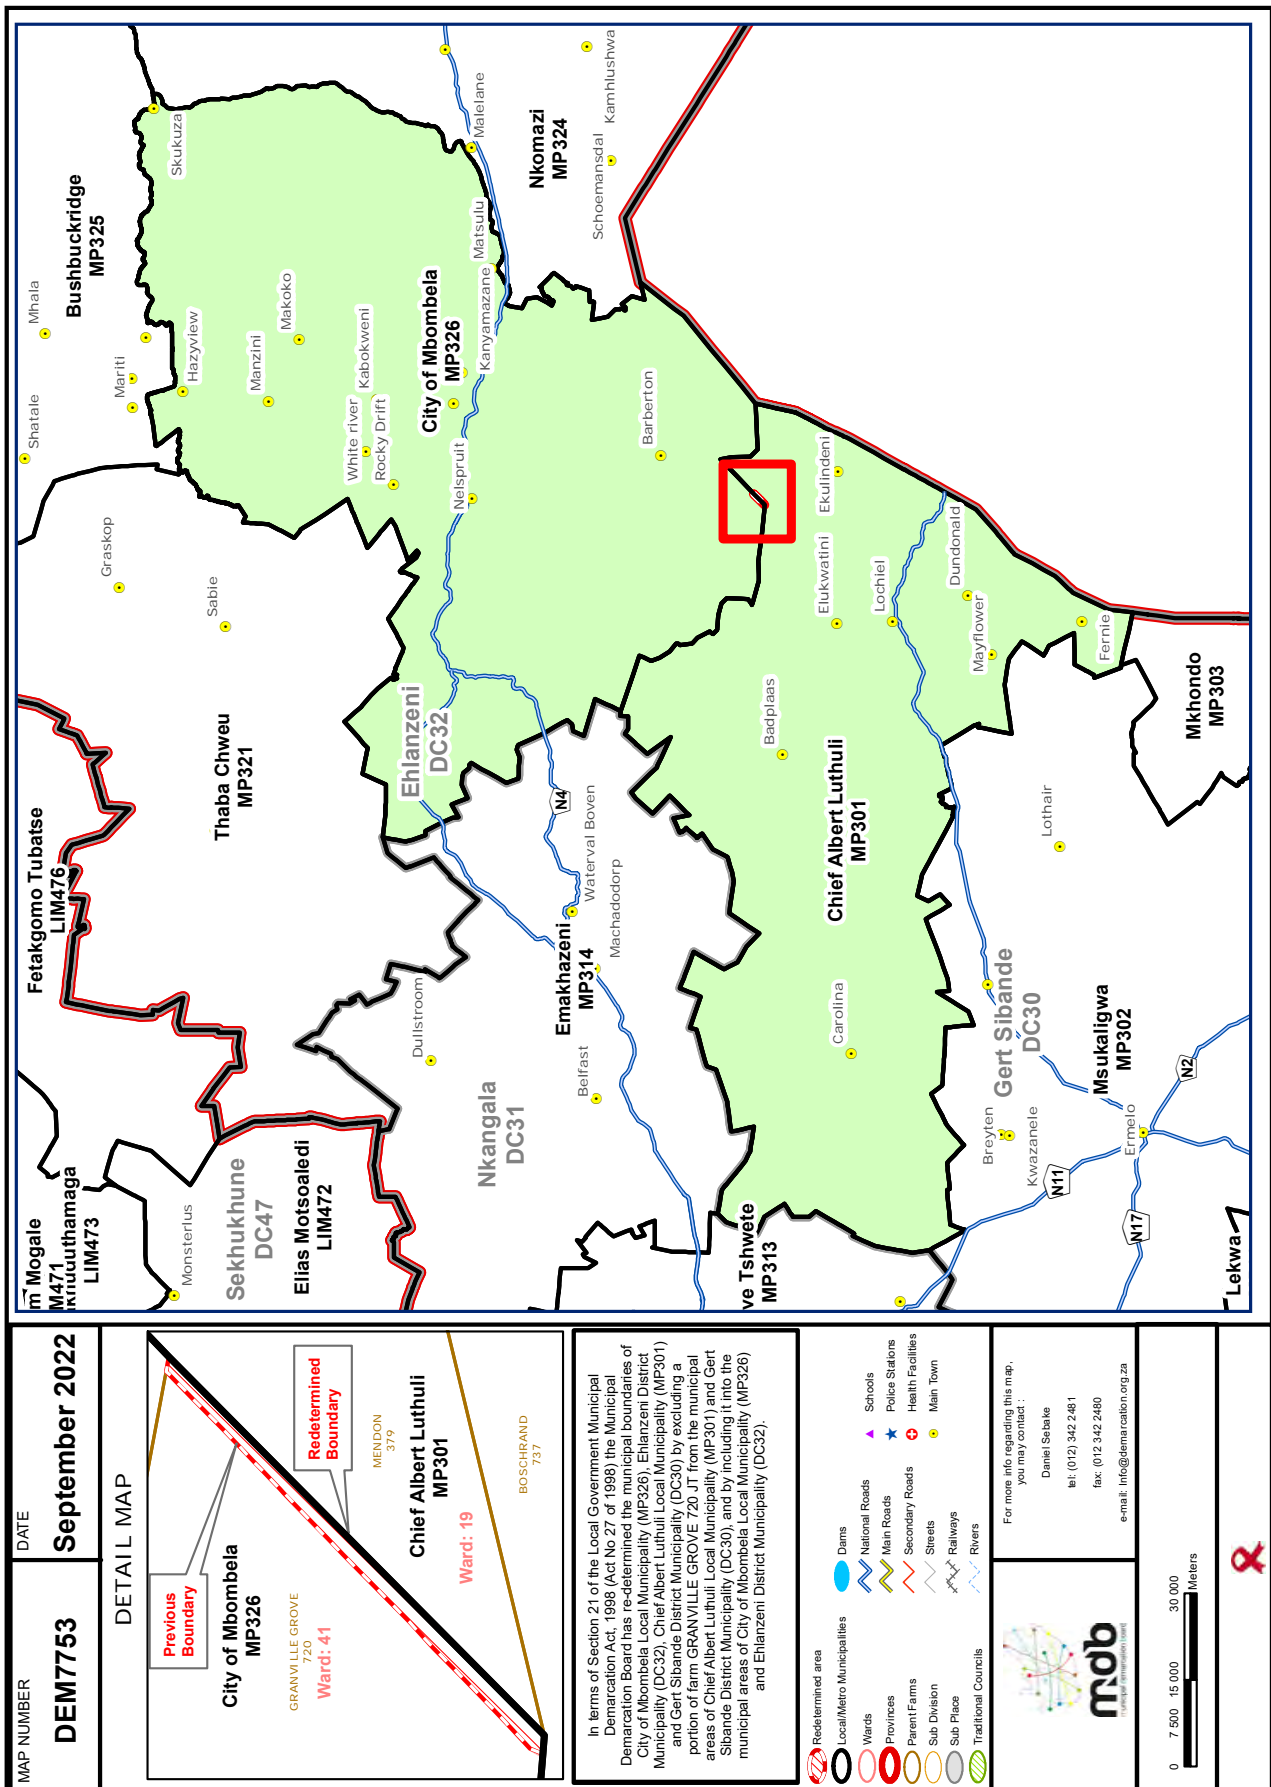 MAP NUMBER
DEM7753
DATE
September 2022
DETAIL MAP
Previous
Boundary
Redetermined
Boundary
City of Mbombela
MP326
GRANVILLE GROVE
720
Ward: 41
MENDON
379
Chief Albert Luthuli
MP301
Ward: 19
BOSCHRAND
737
In terms of Section 21 of the Local Government Municipal
Demarcation Act, 1998 (Act No 27 of 1998) the Municipal
Demarcation Board has re-determined the municipal boundaries of
City of Mbombela Local Municipality (MP326), Ehlanzeni District
Municipality (DC32), Chief Albert Luthuli Local Municipality (MP301)
and Gert Sibande District Municipality (DC30) by excluding a
portion of farm GRANVILLE GROVE 720 JT from the municipal
areas of Chief Albert Luthuli Local Municipality (MP301) and Gert
Sibande District Municipality (DC30), and by including it into the
municipal areas of City of Mbombela Local Municipality (MP326)
and Ehlanzeni District Municipality (DC32).
Redetermined area
Local/Metro Municipalities
Wards
Provinces
Parent Farms
Sub Division
Sub Place
Traditional Councils
Dams
National Roads
Main Roads
Secondary Roads
Streets
Railways
Rivers
Schools
Police Stations
Health Facilities
Main Town
mdb
For more info regarding this map,
you may contact :
Daniel Sebake
tel: (012) 342 2481
fax: (012 342 2480
e-mail: Info@demarcation.org.za
0 7 500 15 000 30 000
Meters
m Mogale
M471
LIM473
Fetakgomo Tubatse
LIM476
Monsterlus
Sekhukhune
DC47
Elias Motsoaledi
LIM472
Thaba Chweu
MP321
Graskop
Sabie
Shatale
Mhala
Mariti
Bushbuckridge
MP325
Skukuza
Hazyview
Manzini
Makoko
White river
Kabokweni
Rocky Drift
City of Mbombela
MP326
Nelspruit
Kanyamazane
Matsulu
Malelane
Nkomazi
MP324
Schoemansdal
Kamhlushwa
Barberton
Ehlanzeni
DC32
N4
Waterval Boven
Machadodorp
Emakhazeni
MP314
Dullstroom
Belfast
Nkangala
DC31
ve Tshwete
MP313
Badplaas
Chief Albert Luthuli
MP301
Carolina
Elukwatini
Ekulindeni
Lochiel
Dundonald
Mayflower
Fernie
Gert Sibande
DC30
Msukaligwa
MP302
Breyten
Kwazanele
Ermelo
N11
N17
N2
Lothair
Mkhondo
MP303
Lekwa